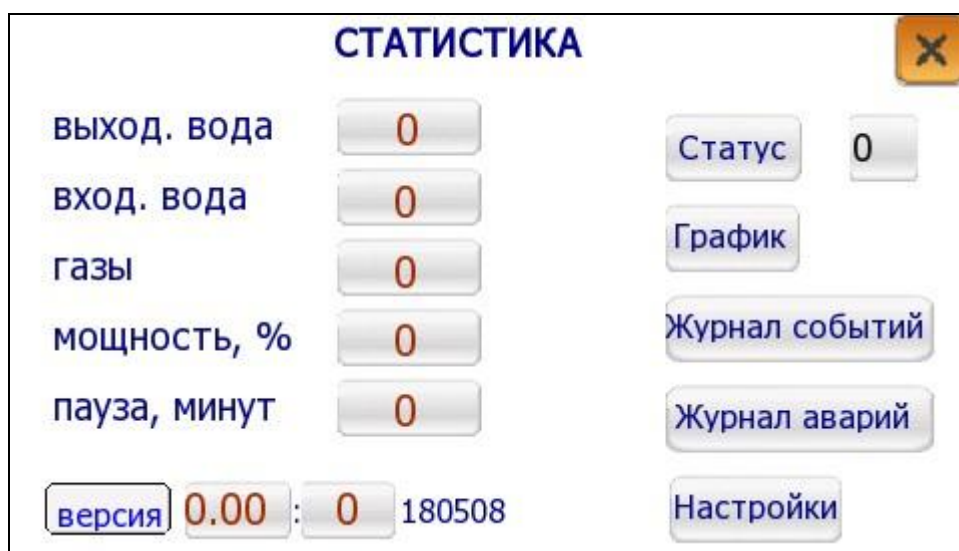 СТАТИСТИКА
выход. вода 0
Статус 0
вход. вода 0
График
газы 0
мощность, % 0
Журнал событий
пауза, минут 0
Журнал аварий
версия 0.00 : 0 180508
Настройки